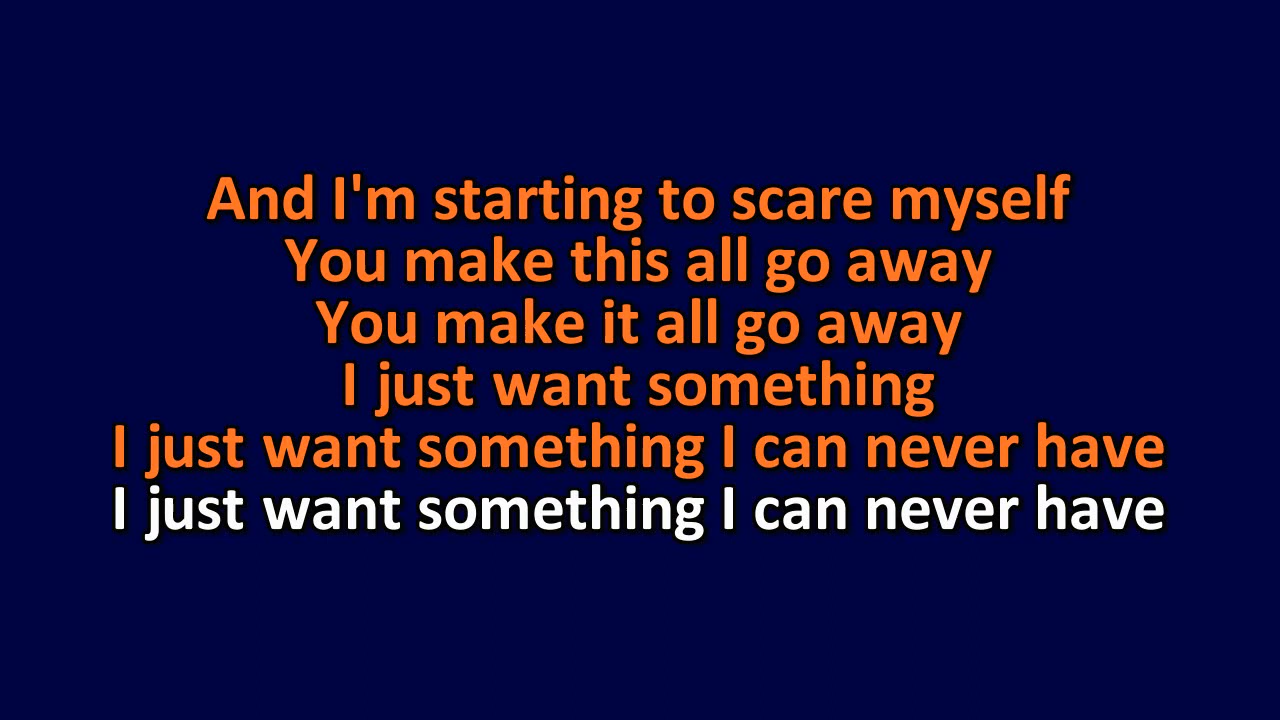 And I'm starting to scare myself
You make this all go away
You make it all go away
I just want something
I just want something I can never have
I just want something I can never have